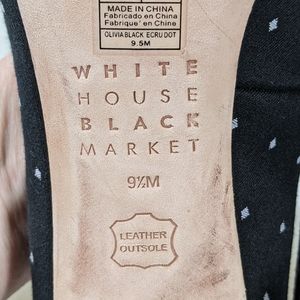 MADE IN CHINA
Fabricado en China
Fabrique' en Chine
OLIVIA BLACK ECRU DOT
9.5M
WHITE
HOUSE
BLACK
MARKET
9½M
LEATHER
OUTSOLE